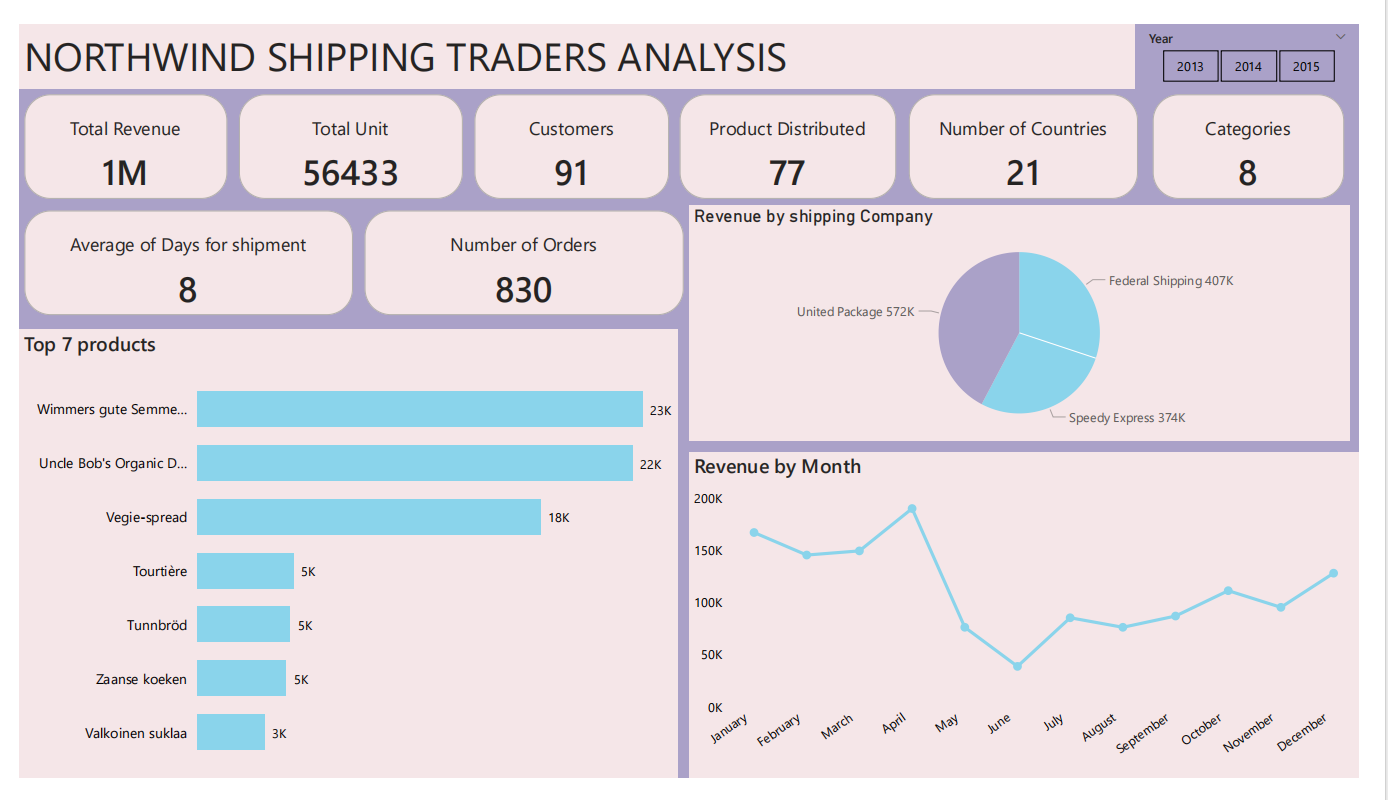 NORTHWIND SHIPPING TRADERS ANALYSIS
Year
2013 2014 2015
Total Revenue
1M
Total Unit
56433
Customers
91
Product Distributed
77
Number of Countries
21
Categories
8
Average of Days for shipment
8
Number of Orders
830
Revenue by shipping Company
Federal Shipping 407K
United Package 572K
Speedy Express 374K
Top 7 products
Wimmers gute Semme... 23K
Uncle Bob's Organic D... 22K
Vegie-spread 18K
Tourtière 5K
Tunnbröd 5K
Zaanse koeken 5K
Valkoinen suklaa 3K
Revenue by Month
200K
150K
100K
50K
0K
January February March April May June July August September October November December